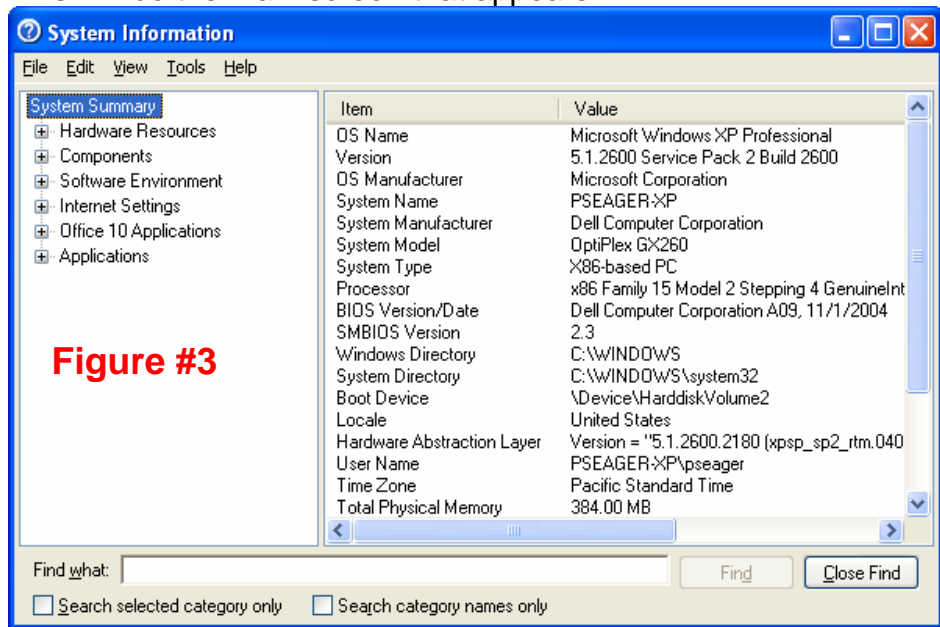 the main screen that appears
System Information
File Edit View Tools Help
System Summary
Hardware Resources
Components
Software Environment
Internet Settings
Office 10 Applications
Applications
Figure #3
Item Value
OS Name Microsoft Windows XP Professional
Version 5.1.2600 Service Pack 2 Build 2600
OS Manufacturer Microsoft Corporation
System Name PSEAGER-XP
System Manufacturer Dell Computer Corporation
System Model OptiPlex GX260
System Type X86-based PC
Processor x86 Family 15 Model 2 Stepping 4 GenuineInt
BIOS Version/Date Dell Computer Corporation A09, 11/1/2004
SMBIOS Version 2.3
Windows Directory C:\WINDOWS
System Directory C:\WINDOWS\system32
Boot Device \Device\HarddiskVolume2
Locale United States
Hardware Abstraction Layer Version = "5.1.2600.2180 (xpsp_sp2_rtm.040
User Name PSEAGER-XP\pseager
Time Zone Pacific Standard Time
Total Physical Memory 384.00 MB
Find what: Find Close Find
Search selected category only Search category names only